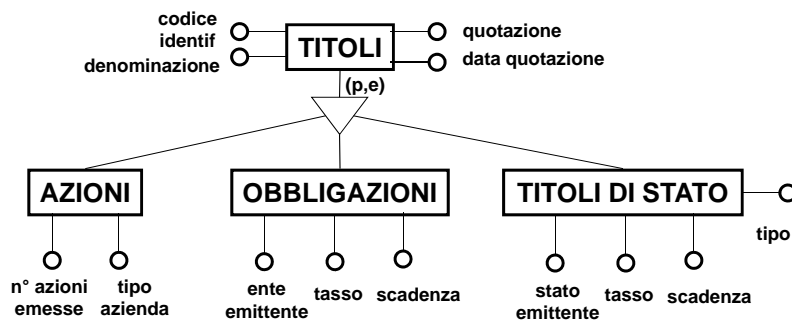 codice
identif
denominazione
TITOLI
quotazione
data quotazione
(p,e)
AZIONI
OBBLIGAZIONI
TITOLI DI STATO
tipo
n° azioni
emesse
tipo
azienda
ente
emittente
tasso
scadenza
stato
emittente
tasso
scadenza